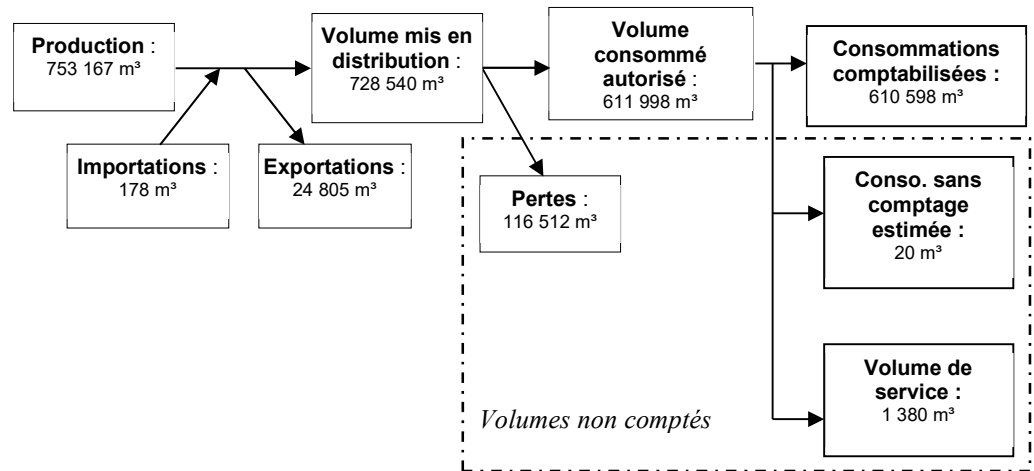 Production :
753 167 m³
Volume mis en
distribution :
728 540 m³
Volume
consommé
autorisé :
611 998 m³
Consommations
comptabilisées :
610 598 m³
Importations :
178 m³
Exportations :
24 805 m³
Pertes :
116 512 m³
Conso. sans
comptage
estimée :
20 m³
Volume de
service :
1 380 m³
Volumes non comptés